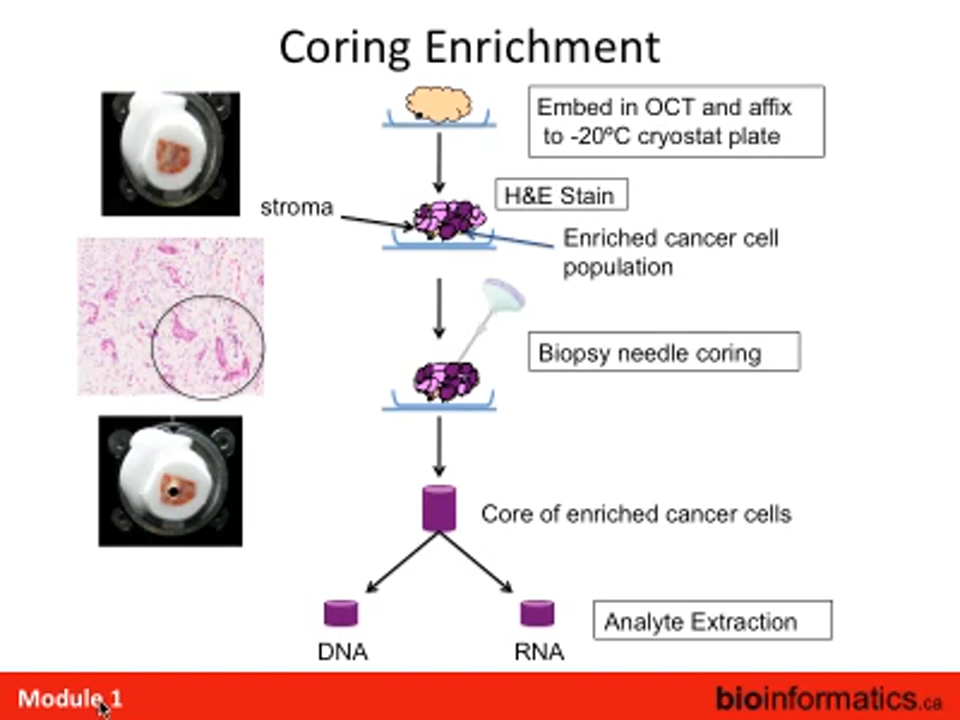 Coring Enrichment
Embed in OCT and affix
to -20ºC cryostat plate
H&E Stain
stroma
Enriched cancer cell
population
Biopsy needle coring
Core of enriched cancer cells
DNA
RNA
Analyte Extraction
Module 1
bioinformatics.ca